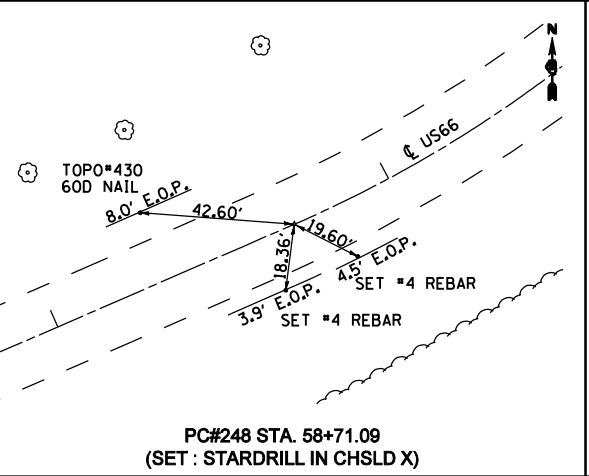 N
℄ US66
TOPO#430
60D NAIL
8.0' E.O.P.
42.60'
19.60'
18.36'
4.5' E.O.P.
SET #4 REBAR
3.9' E.O.P.
SET #4 REBAR
PC#248 STA. 58+71.09
(SET : STARDRILL IN CHSLD X)